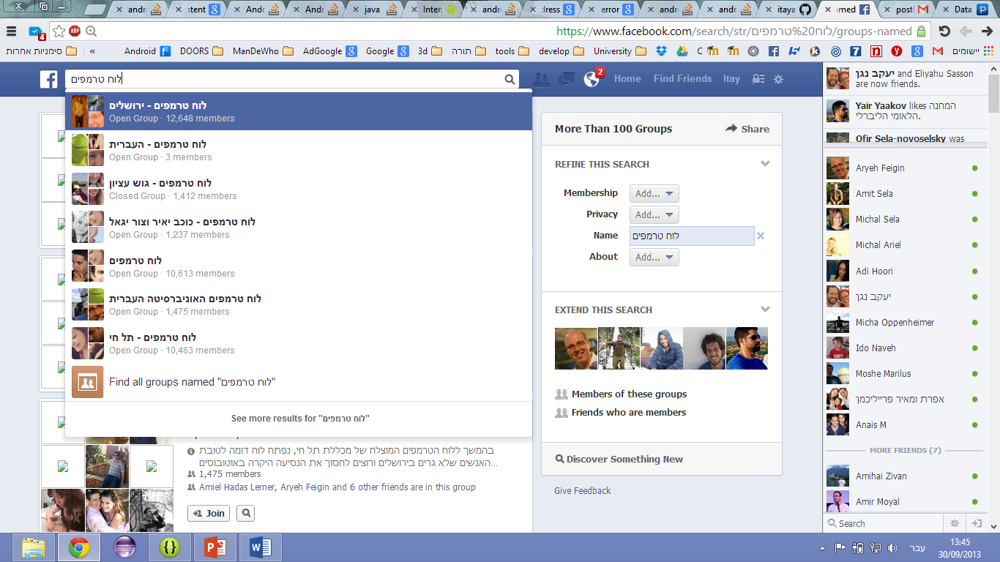 andro
ntent
And
And
java
Inten
andro
dress
error
andro
andro
itaya
amed
postl
Data
4
ABP
https://www.facebook.com/search/str/לוח%20טרמפים/groups-named
סימניות אחרות
«
Android
DOORS
ManDeWho
AdGoogle
Google
3d
תורה
tools
develop
University
C
יישומים
לוח טרמפים
2
Home
Find Friends
Itay
לוח טרמפים - ירושלים
Open Group · 12,648 members
לוח טרמפים - העברית
Open Group · 3 members
לוח טרמפים - גוש עציון
Closed Group · 1,412 members
לוח טרמפים - כוכב יאיר וצור יגאל
Open Group · 1,237 members
לוח טרמפים
Open Group · 10,613 members
לוח טרמפים האוניברסיטה העברית
Open Group · 1,475 members
לוח טרמפים - תל חי
Open Group · 10,463 members
Find all groups named "לוח טרמפים"
See more results for "לוח טרמפים"
בהמשך ללוח הטרמפים המוצלח של מכללת תל חי, נפתח לוח דומה לטובת
האנשים שלא גרים בירושלים ורוצים לחסוך את הנסיעה היקרה באוטובוסים...
1,475 members
Amiel Hadas Lerner, Aryeh Feigin and 6 other friends are in this group
Join
More Than 100 Groups
Share
REFINE THIS SEARCH
Membership
Add...
Privacy
Add...
Name
לוח טרמפים
About
Add...
EXTEND THIS SEARCH
Members of these groups
Friends who are members
Discover Something New
Give Feedback
יעקב נגן and Eliyahu Sasson
are now friends.
Yair Yaakov likes המחנה
הלאומי הליברלי.
Ofir Sela-novoselsky was
Aryeh Feigin
Amit Sela
Michal Sela
Michal Ariel
Adi Hoori
יעקב נגן
Micha Oppenheimer
Ido Naveh
Moshe Marilus
אפרת ומאיר פרייליכמן
Anais M
MORE FRIENDS (7)
Amihai Zivan
Amir Moyal
Search
עבר
13:45
30/09/2013